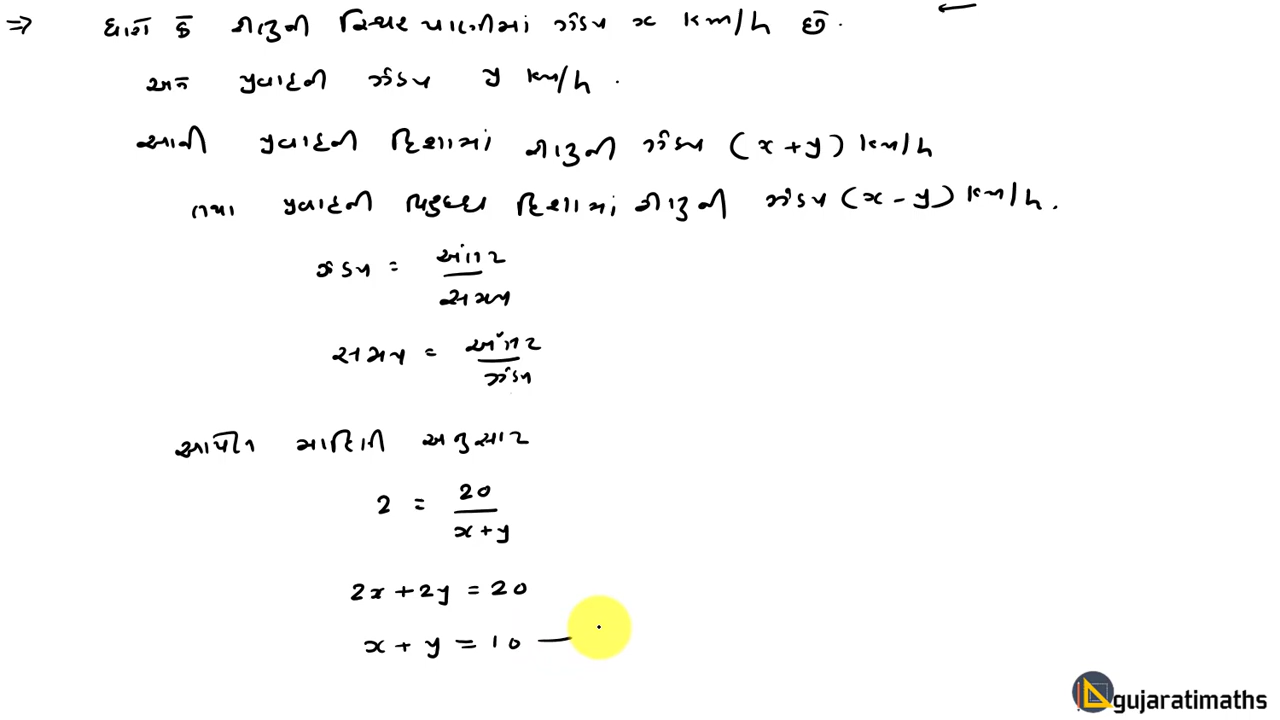 ⇒ ધારો કે રીટુની સ્થિર પાણીમાં ઝડપ x km/h છે.
અને પ્રવાહની ઝડપ y km/h.
આની પ્રવાહની દિશામાં રીટુની ઝડપ (x + y) km/h
તથા પ્રવાહની વિરુદ્ધ દિશામાં રીટુની ઝડપ (x - y) km/h.
ઝડપ = અંતર / સમય
સમય = અંતર / ઝડપ
આપેલ માહિતી અનુસાર
2 = 20 / x + y
2x + 2y = 20
x + y = 10 —
gujaratimaths